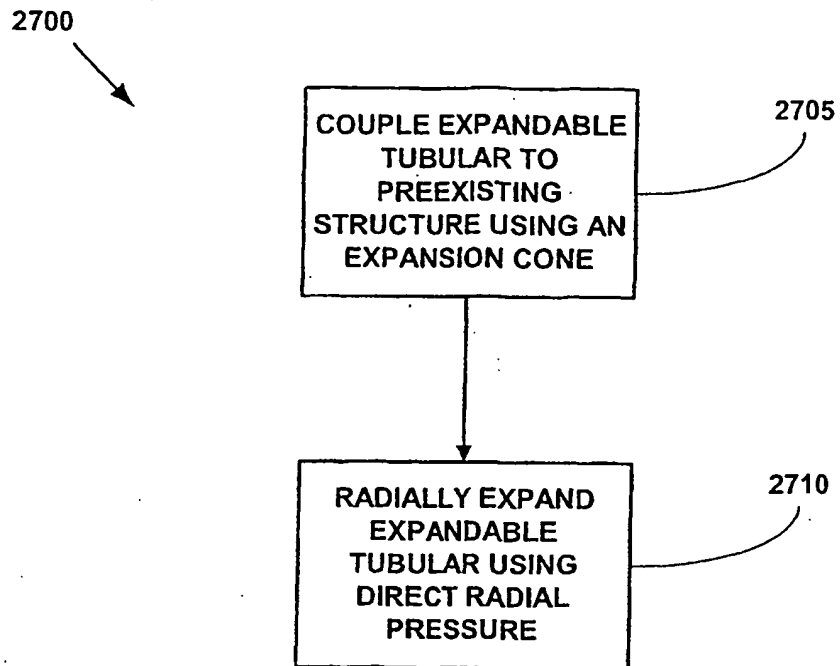 2700
COUPLE EXPANDABLE
TUBULAR TO
PREEXISTING
STRUCTURE USING AN
EXPANSION CONE
2705
RADIALLY EXPAND
EXPANDABLE
TUBULAR USING
DIRECT RADIAL
PRESSURE
2710